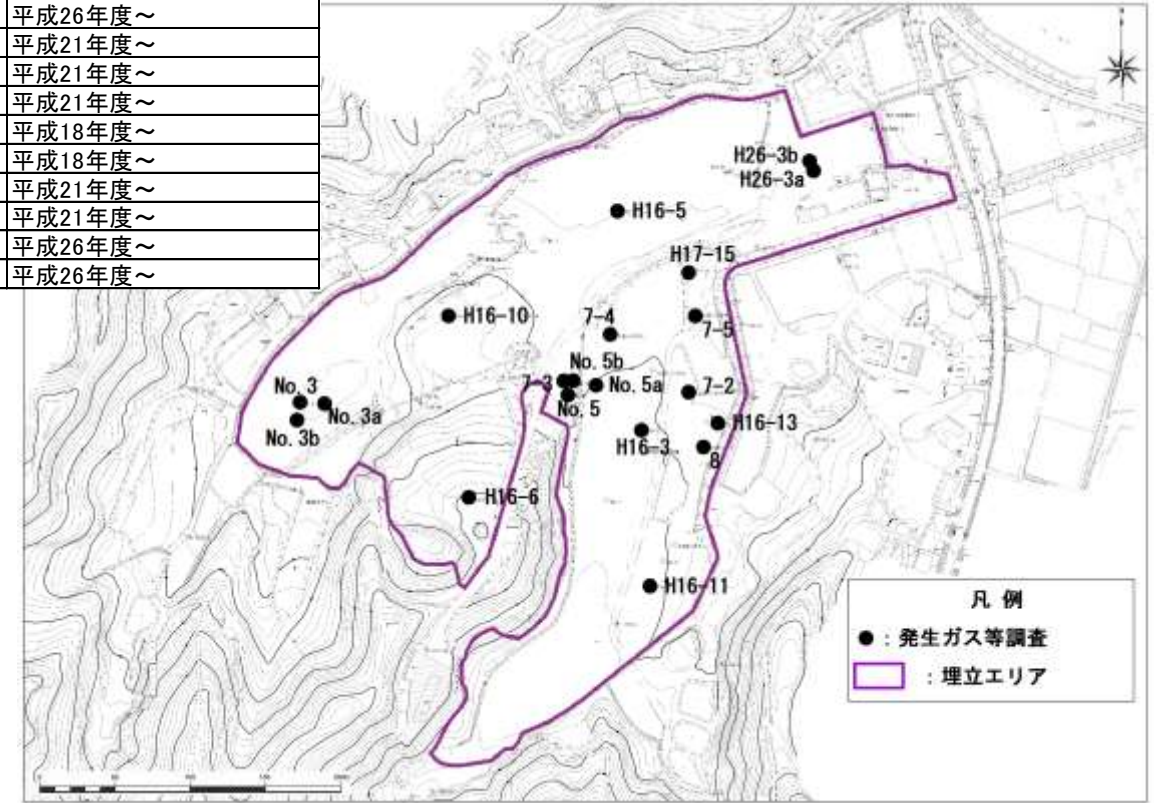 平成26年度～
平成21年度～
平成21年度～
平成21年度～
平成18年度～
平成18年度～
平成21年度～
平成21年度～
平成26年度～
平成26年度～
H26-3b
H26-3a
H16-5
H17-15
H16-10
7-4
7-5
No. 5b
7-3
No. 5a
No. 5
7-2
No. 3
No. 3a
No. 3b
H16-13
H16-3
8
H16-6
H16-11
凡 例
●：発生ガス等調査
：埋立エリア